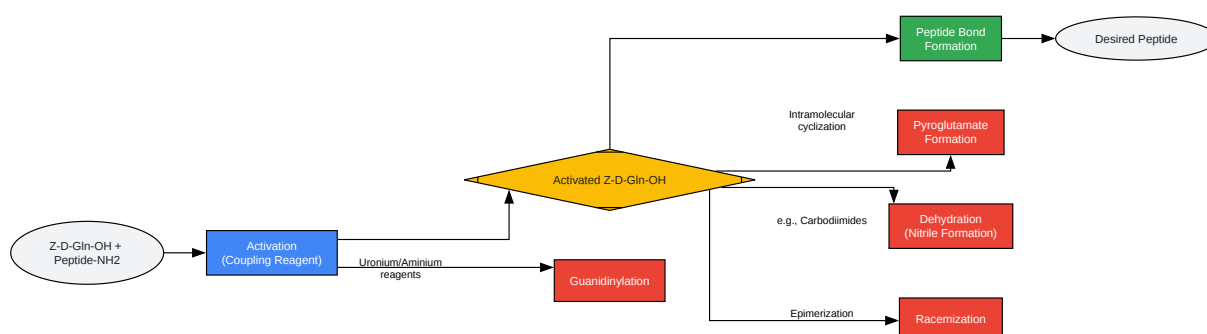 Peptide Bond
Formation
Desired Peptide
Intramolecular
cyclization
Pyroglutamate
Formation
Activated Z-D-Gln-OH
e.g., Carbodiimides
Dehydration
(Nitrile Formation)
Z-D-Gln-OH +
Peptide-NH2
Activation
(Coupling Reagent)
Uronium/Aminium
reagents
Guanidinylation
Epimerization
Racemization